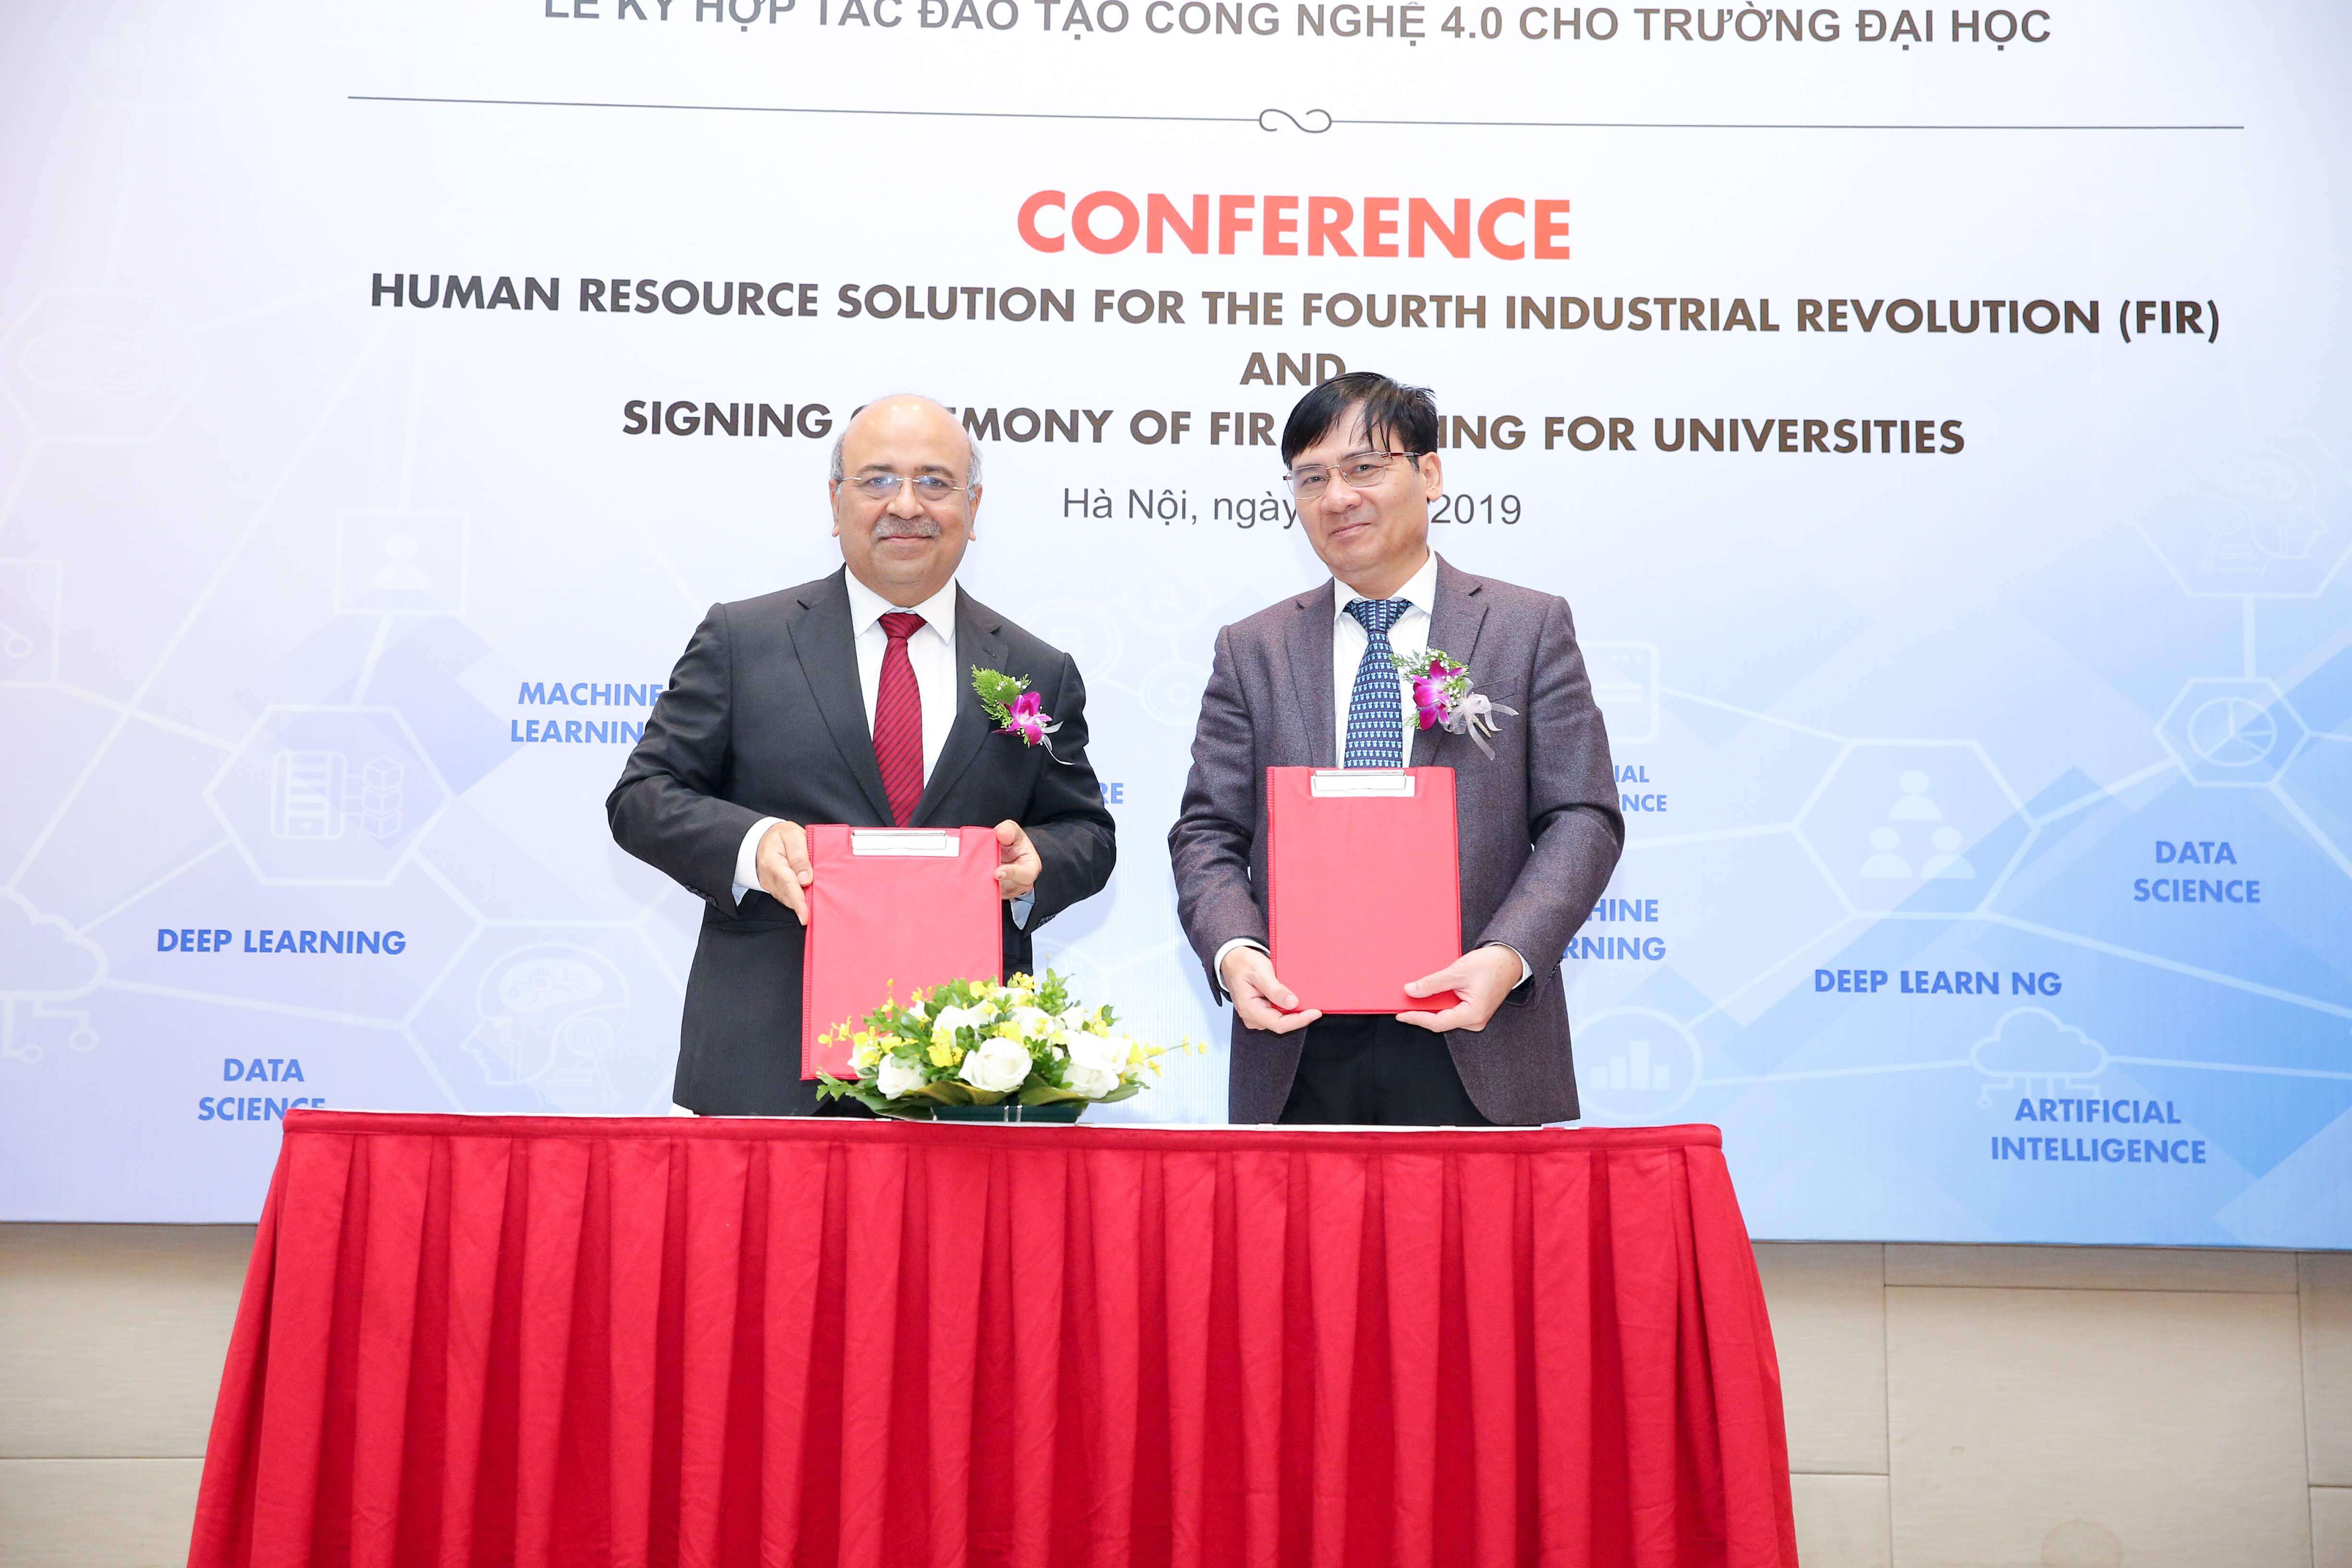 LỄ KÝ HỢP TÁC ĐÀO TẠO CÔNG NGHỆ 4.0 CHO TRƯỜNG ĐẠI HỌC
CONFERENCE
HUMAN RESOURCE SOLUTION FOR THE FOURTH INDUSTRIAL REVOLUTION (FIR)
AND
SIGNING OF FIR FOR UNIVERSITIES
Hà Nội, ngày 2019
MACHINE
LEARNIN
DATA
SCIENCE
DEEP LEARNING
DEEP LEARN NG
DATA
SCIENCE
ARTIFICIAL
INTELLIGENCE